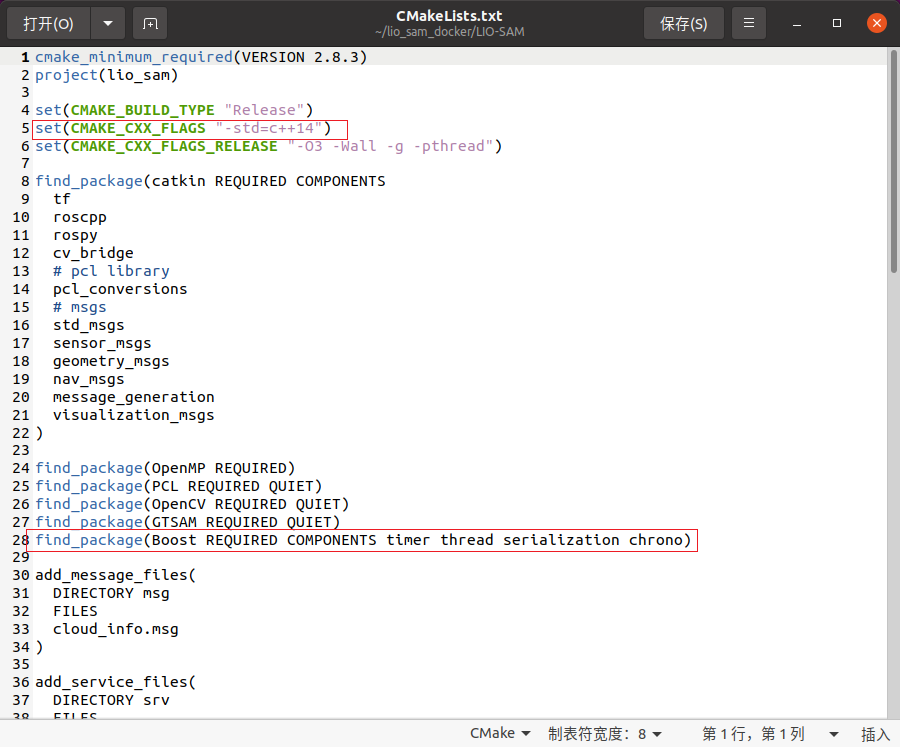 打开(O)
CMakeLists.txt
~/lio_sam_docker/LIO-SAM
保存(S)
1 cmake_minimum_required(VERSION 2.8.3)
2 project(lio_sam)
3
4 set(CMAKE_BUILD_TYPE "Release")
5 set(CMAKE_CXX_FLAGS "-std=c++14")
6 set(CMAKE_CXX_FLAGS_RELEASE "-O3 -Wall -g -pthread")
7
8 find_package(catkin REQUIRED COMPONENTS
9   tf
10   roscpp
11   rospy
12   cv_bridge
13   # pcl library
14   pcl_conversions
15   # msgs
16   std_msgs
17   sensor_msgs
18   geometry_msgs
19   nav_msgs
20   message_generation
21   visualization_msgs
22 )
23
24 find_package(OpenMP REQUIRED)
25 find_package(PCL REQUIRED QUIET)
26 find_package(OpenCV REQUIRED QUIET)
27 find_package(GTSAM REQUIRED QUIET)
28 find_package(Boost REQUIRED COMPONENTS timer thread serialization chrono)
29
30 add_message_files(
31   DIRECTORY msg
32   FILES
33   cloud_info.msg
34 )
35
36 add_service_files(
37   DIRECTORY srv
38   FILES
CMake 制表符宽度：8 第 1 行，第 1 列 插入